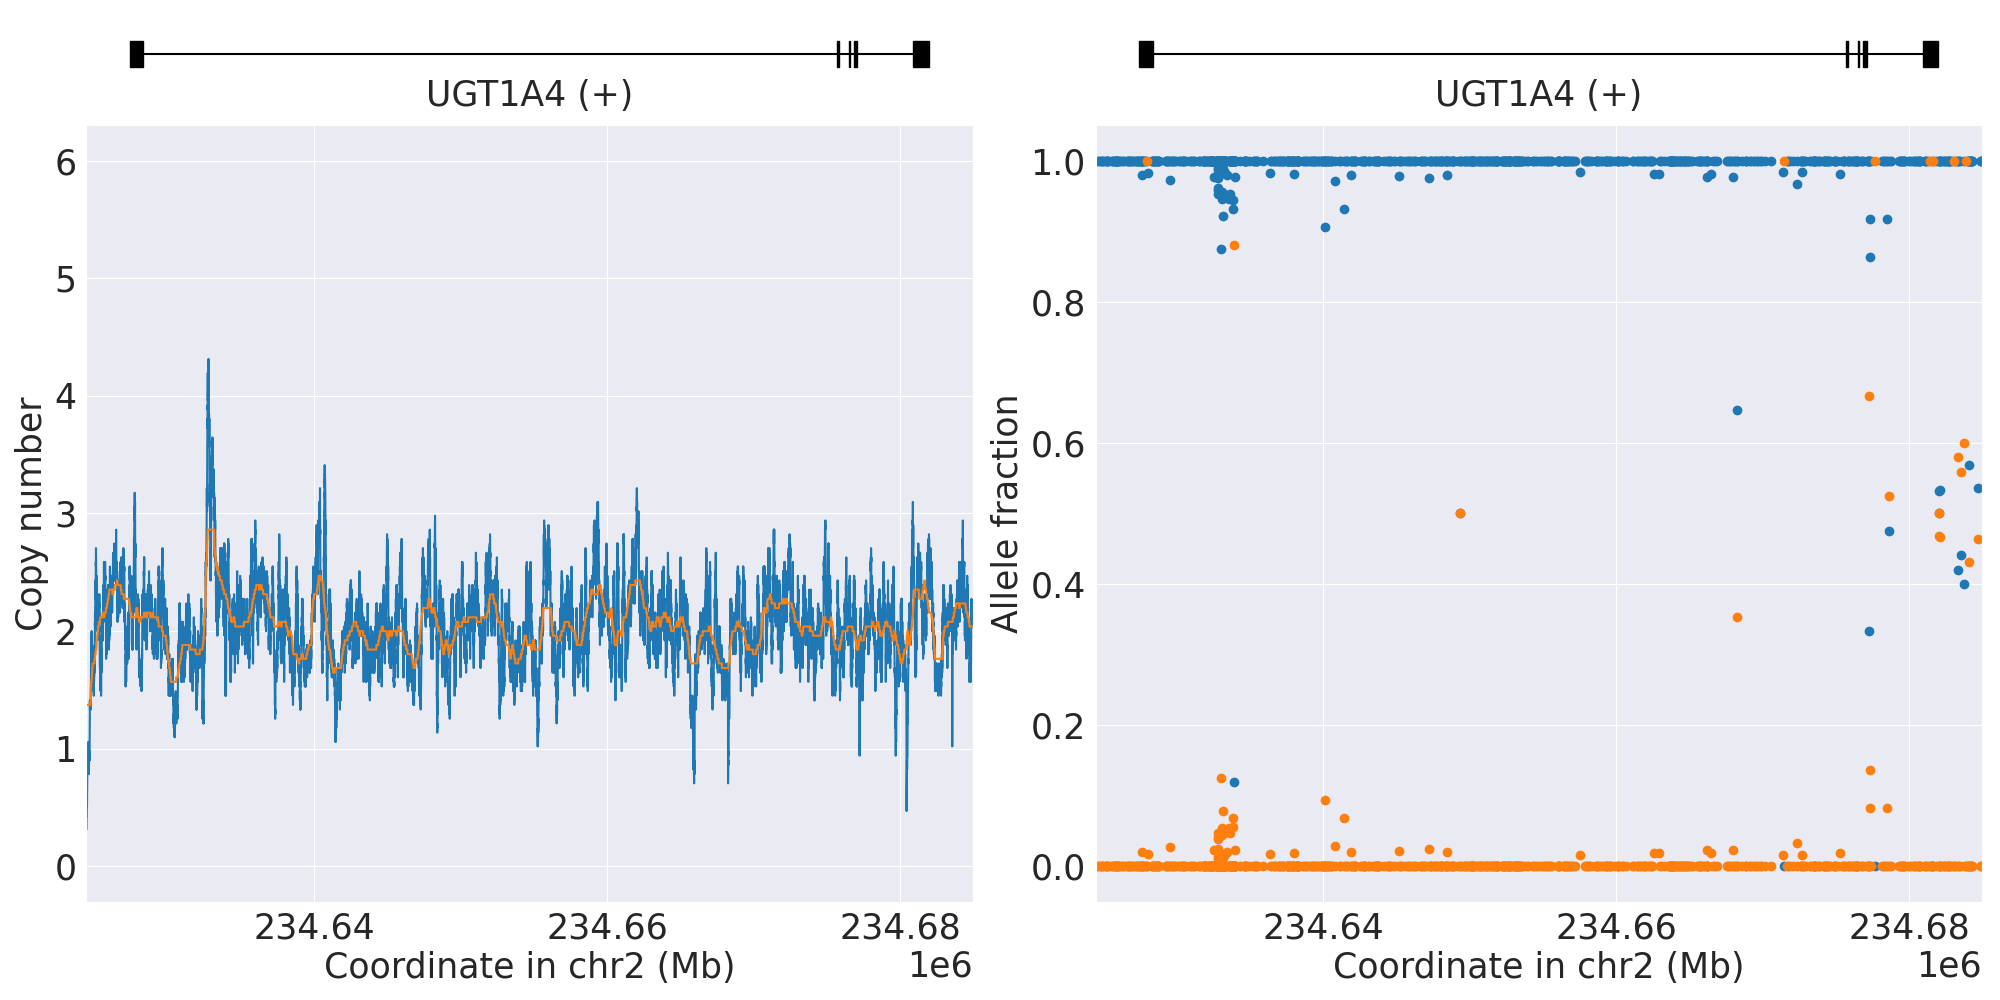 UGT1A4 (+)
6
5
4
3
2
1
0
Copy number
234.64
234.66
234.68
Coordinate in chr2 (Mb)
1e6
UGT1A4 (+)
1.0
0.8
0.6
0.4
0.2
0.0
Allele fraction
234.64
234.66
234.68
Coordinate in chr2 (Mb)
1e6